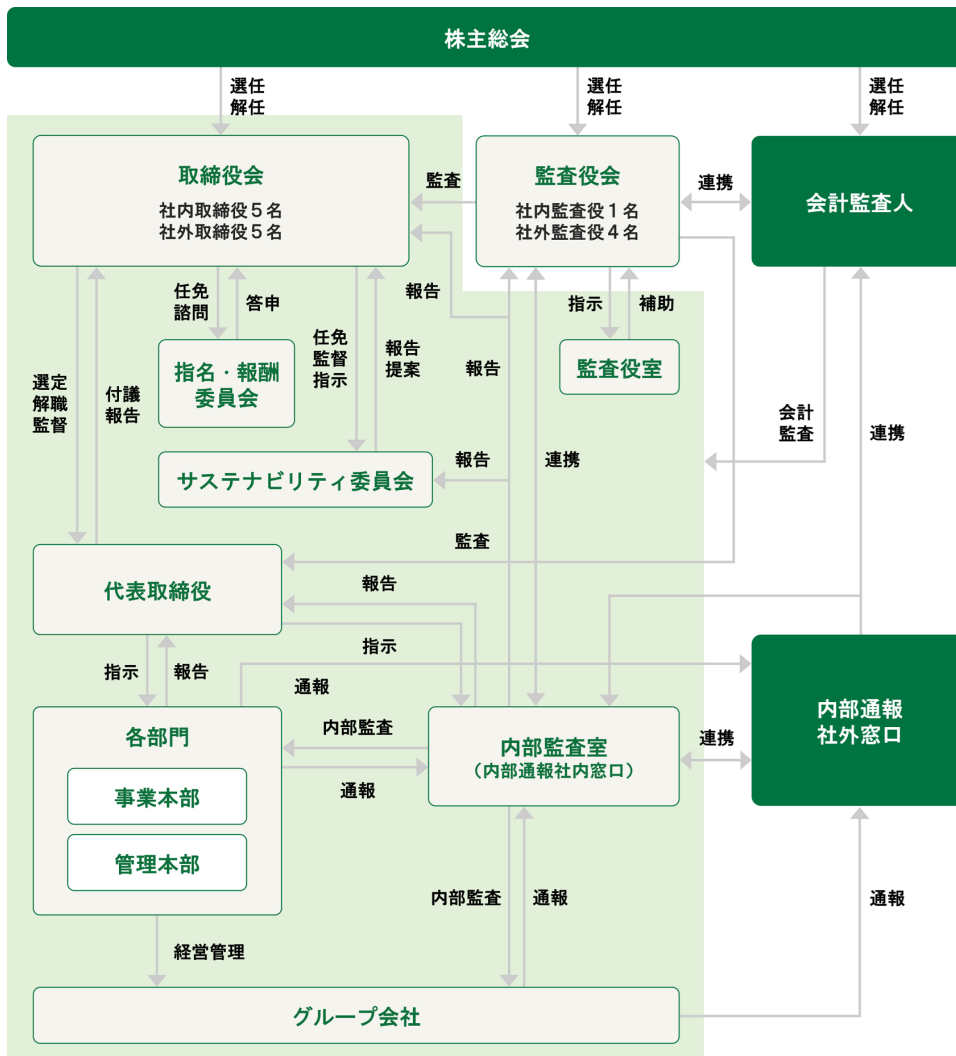 株主総会
選任
解任
選任
解任
選任
解任
取締役会
社内取締役5名
社外取締役5名
監査
監査役会
社内監査役1名
社外監査役4名
連携
会計監査人
任免
諮問
答申
報告
指示
補助
任免
監督
指示
報告
提案
報告
指名・報酬
委員会
監査役室
選定
解職
監督
付議
報告
会計
監査
連携
サステナビリティ委員会
報告
連携
監査
代表取締役
報告
指示
指示
報告
通報
各部門
内部監査
内部監査室
(内部通報社内窓口)
連携
内部通報
社外窓口
通報
事業本部
管理本部
内部監査
通報
通報
経営管理
グループ会社